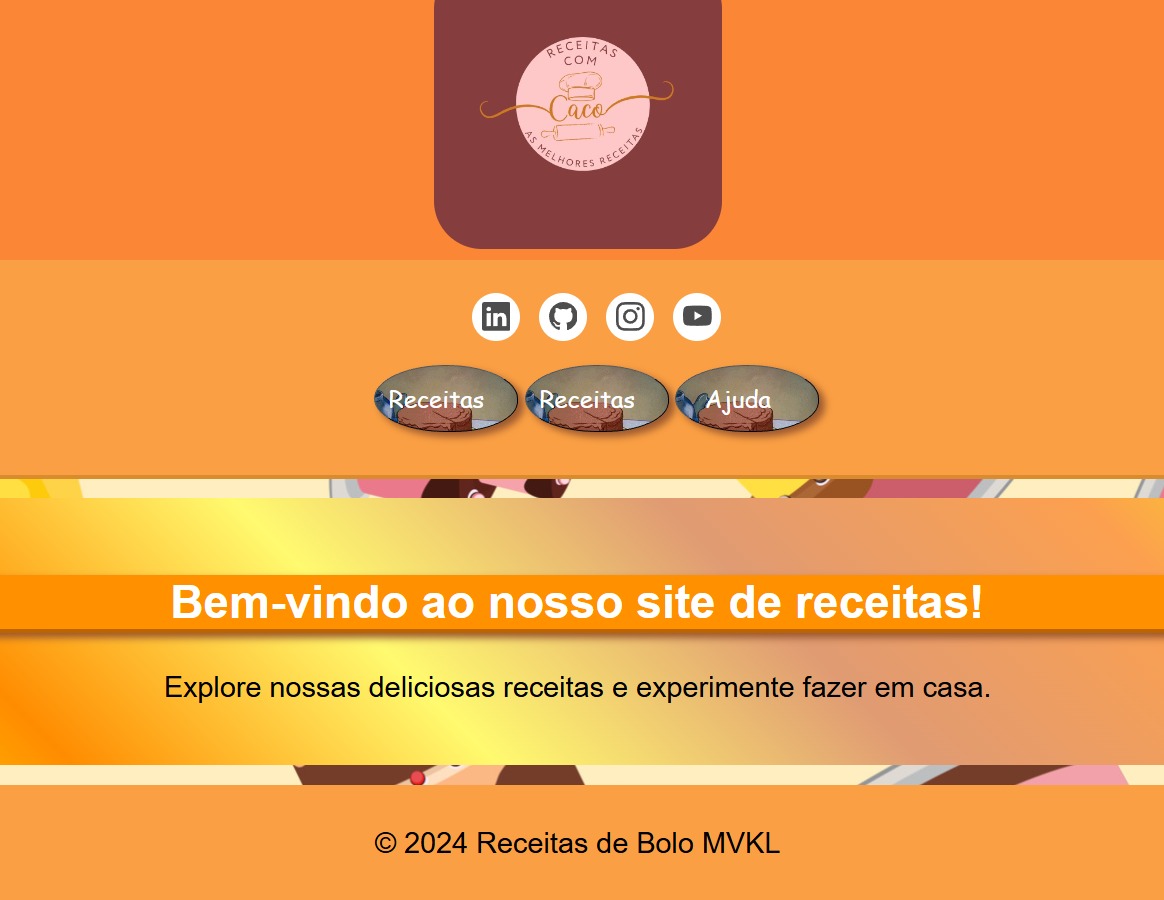 RECEITAS
COM
Caco
AS MELHORES RECEITAS
in
Receitas Receitas Ajuda
Bem-vindo ao nosso site de receitas!
Explore nossas deliciosas receitas e experimente fazer em casa.
© 2024 Receitas de Bolo MVKL